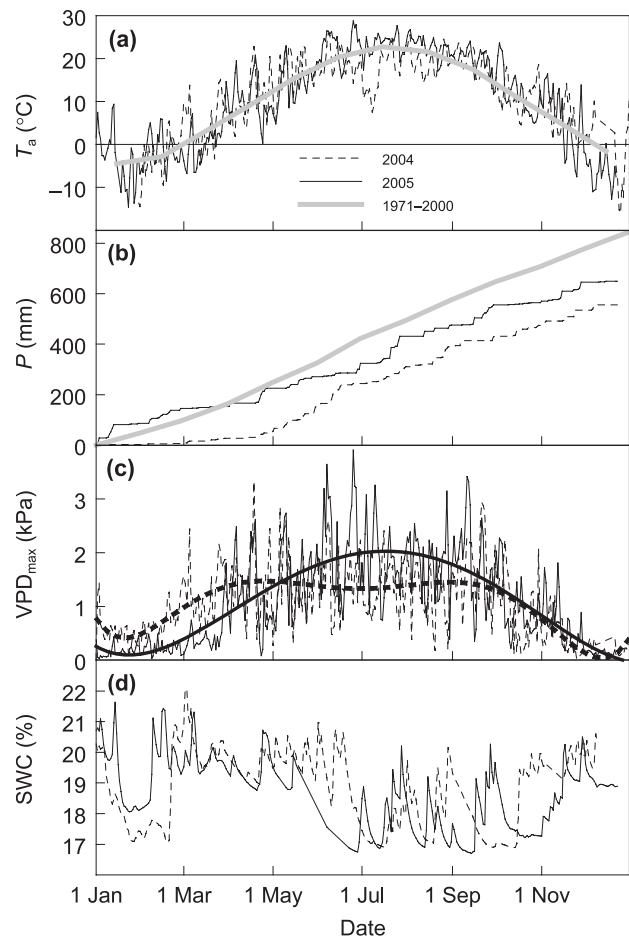 (a)
30
20
10
0
–10
Ta (°C)
2004
2005
1971–2000
(b)
800
600
400
200
0
P (mm)
(c)
3
2
1
0
VPDmax (kPa)
(d)
22
21
20
19
18
17
SWC (%)
1 Jan 1 Mar 1 May 1 Jul 1 Sep 1 Nov
Date